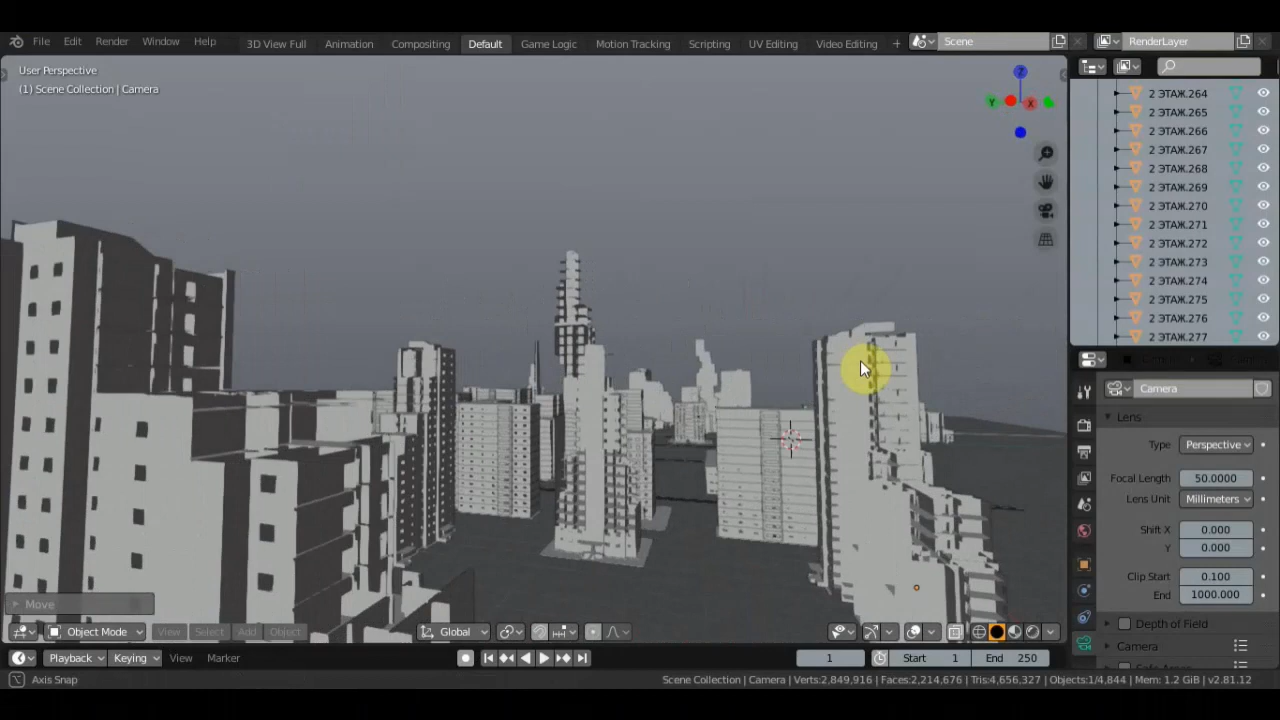 File Edit Render Window Help 3D View Full Animation Compositing Default Game Logic Motion Tracking Scripting UV Editing Video Editing + Scene RenderLayer
User Perspective
(1) Scene Collection | Camera
Z
Y X
2 ЭТАЖ.264
2 ЭТАЖ.265
2 ЭТАЖ.266
2 ЭТАЖ.267
2 ЭТАЖ.268
2 ЭТАЖ.269
2 ЭТАЖ.270
2 ЭТАЖ.271
2 ЭТАЖ.272
2 ЭТАЖ.273
2 ЭТАЖ.274
2 ЭТАЖ.275
2 ЭТАЖ.276
2 ЭТАЖ.277
Camera
Lens
Type Perspective
Focal Length 50.0000
Lens Unit Millimeters
Shift X 0.000
Y 0.000
Clip Start 0.100
End 1000.000
Depth of Field
Camera
Move
Object Mode View Select Add Object Global
Playback Keying View Marker 1 Start 1 End 250
Axis Snap Scene Collection | Camera | Verts:2,849,916 | Faces:2,214,676 | Tris:4,656,327 | Objects:1/4,844 | Mem: 1.2 GiB | v2.81.12